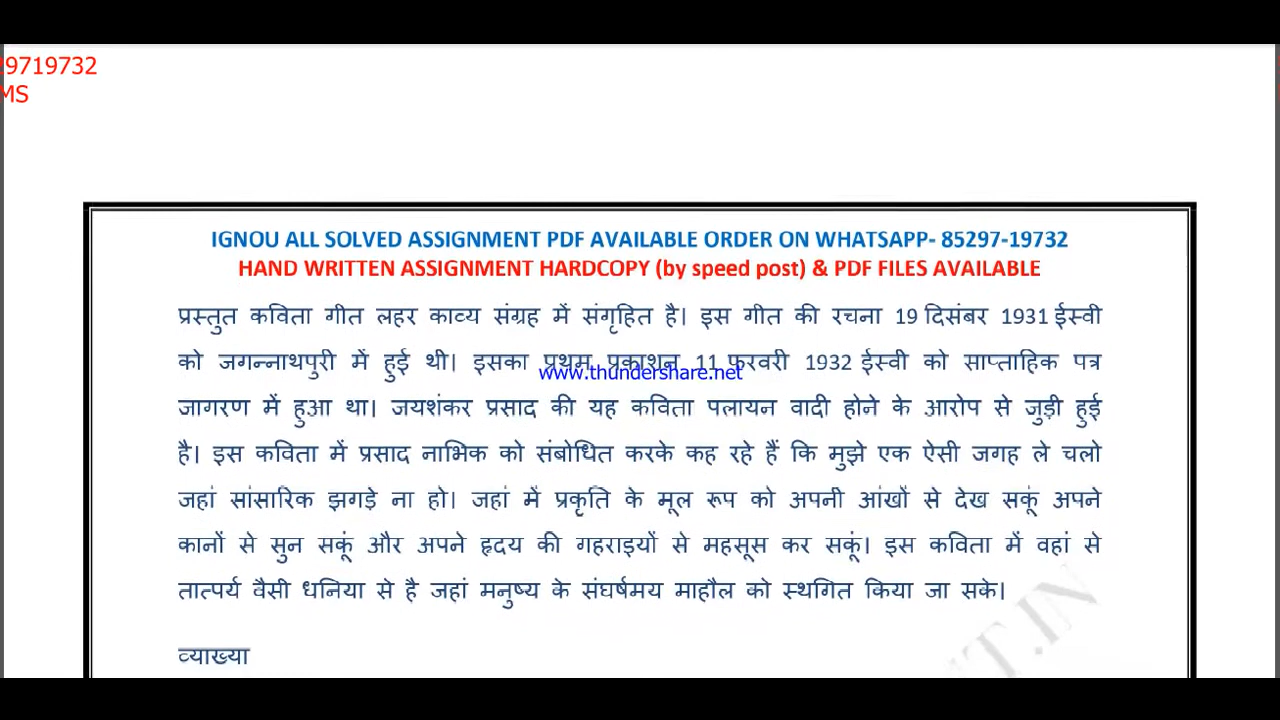 29719732
MS
IGNOU ALL SOLVED ASSIGNMENT PDF AVAILABLE ORDER ON WHATSAPP- 85297-19732
HAND WRITTEN ASSIGNMENT HARDCOPY (by speed post) & PDF FILES AVAILABLE
प्रस्तुत कविता गीत लहर काव्य संग्रह में संगृहित है। इस गीत की रचना 19 दिसंबर 1931 ईस्वी
को जगन्नाथपुरी में हुई थी। इसका प्रथम प्रकाशन 11 फरवरी 1932 ईस्वी को साप्ताहिक पत्र
www.thundershare.net
जागरण में हुआ था। जयशंकर प्रसाद की यह कविता पलायन वादी होने के आरोप से जुड़ी हुई
है। इस कविता में प्रसाद नाभिक को संबोधित करके कह रहे हैं कि मुझे एक ऐसी जगह ले चलो
जहां सांसारिक झगड़े ना हो। जहां में प्रकृति के मूल रूप को अपनी आंखों से देख सकूं अपने
कानों से सुन सकूं और अपने हृदय की गहराइयों से महसूस कर सकूं। इस कविता में वहां से
तात्पर्य वैसी धनिया से है जहां मनुष्य के संघर्षमय माहौल को स्थगित किया जा सके।
व्याख्या
T.IN